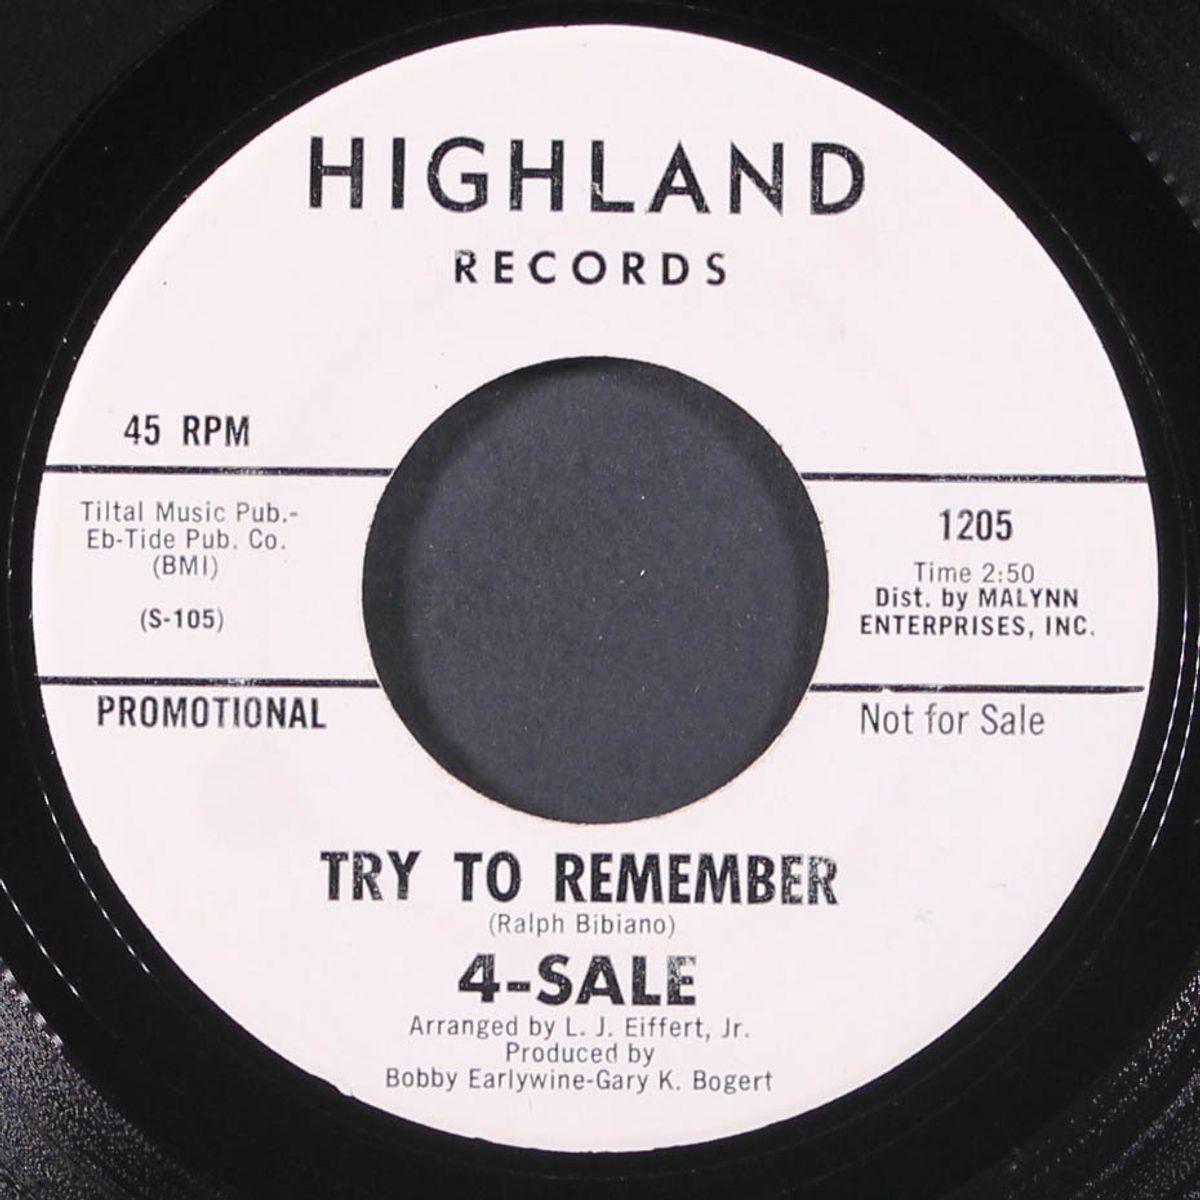 HIGHLAND
RECORDS
45 RPM
Tiltal Music Pub.-
Eb-Tide Pub. Co.
(BMI)
(S-105)
PROMOTIONAL
1205
Time 2:50
Dist. by MALYNN
ENTERPRISES, INC.
Not for Sale
TRY TO REMEMBER
(Ralph Bibiano)
4-SALE
Arranged by L. J. Eiffert, Jr.
Produced by
Bobby Earlywine-Gary K. Bogert